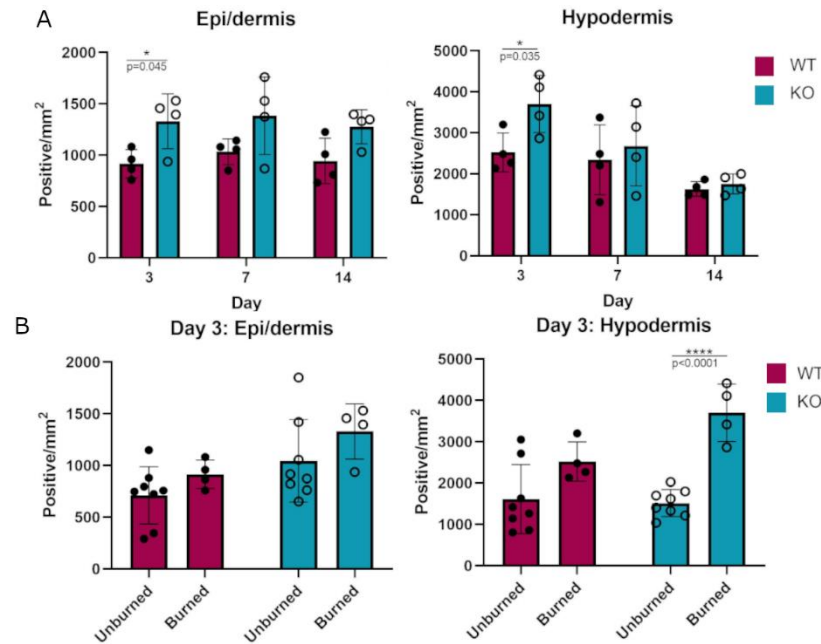 A
Epi/dermis
Positive/mm²
2000
1500
1000
500
0
*
p=0.045
3
7
14
Day
Hypodermis
Positive/mm²
5000
4000
3000
2000
1000
0
*
p=0.035
3
7
14
Day
WT
KO
B
Day 3: Epi/dermis
Positive/mm²
2000
1500
1000
500
0
Unburned
Burned
Unburned
Burned
Day 3: Hypodermis
Positive/mm²
5000
4000
3000
2000
1000
0
****
p<0.0001
Unburned
Burned
Unburned
Burned
WT
KO